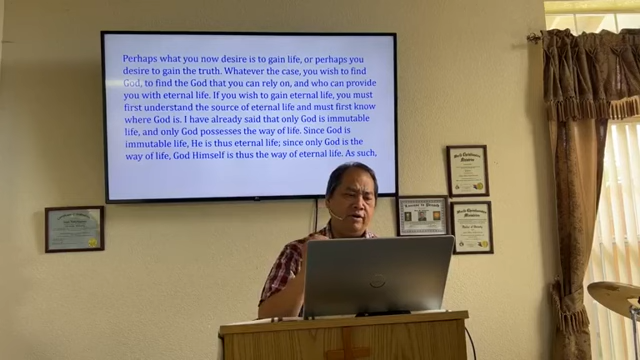 Perhaps what you now desire is to gain life, or perhaps you
desire to gain the truth. Whatever the case, you wish to find
God, to find the God that you can rely on, and who can provide
you with eternal life. If you wish to gain eternal life, you must
first understand the source of eternal life and must first know
where God is. I have already said that only God is immutable
life, and only God possesses the way of life. Since God is
immutable life, He is thus eternal life; since only God is the
way of life, God Himself is thus the way of eternal life. As such,
DELL